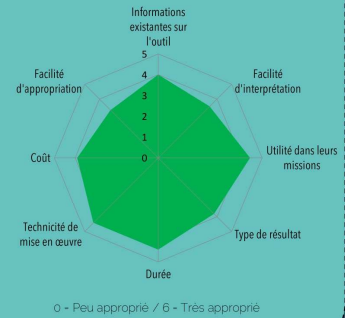 Informations
existantes sur
l'outil
5
4
3
2
1
0
Facilité
d'appropriation
Facilité
d'interprétation
Coût
Utilité dans leurs
missions
Technicité de
mise en œuvre
Type de résultat
Durée
0 - Peu approprié / 6 - Très approprié